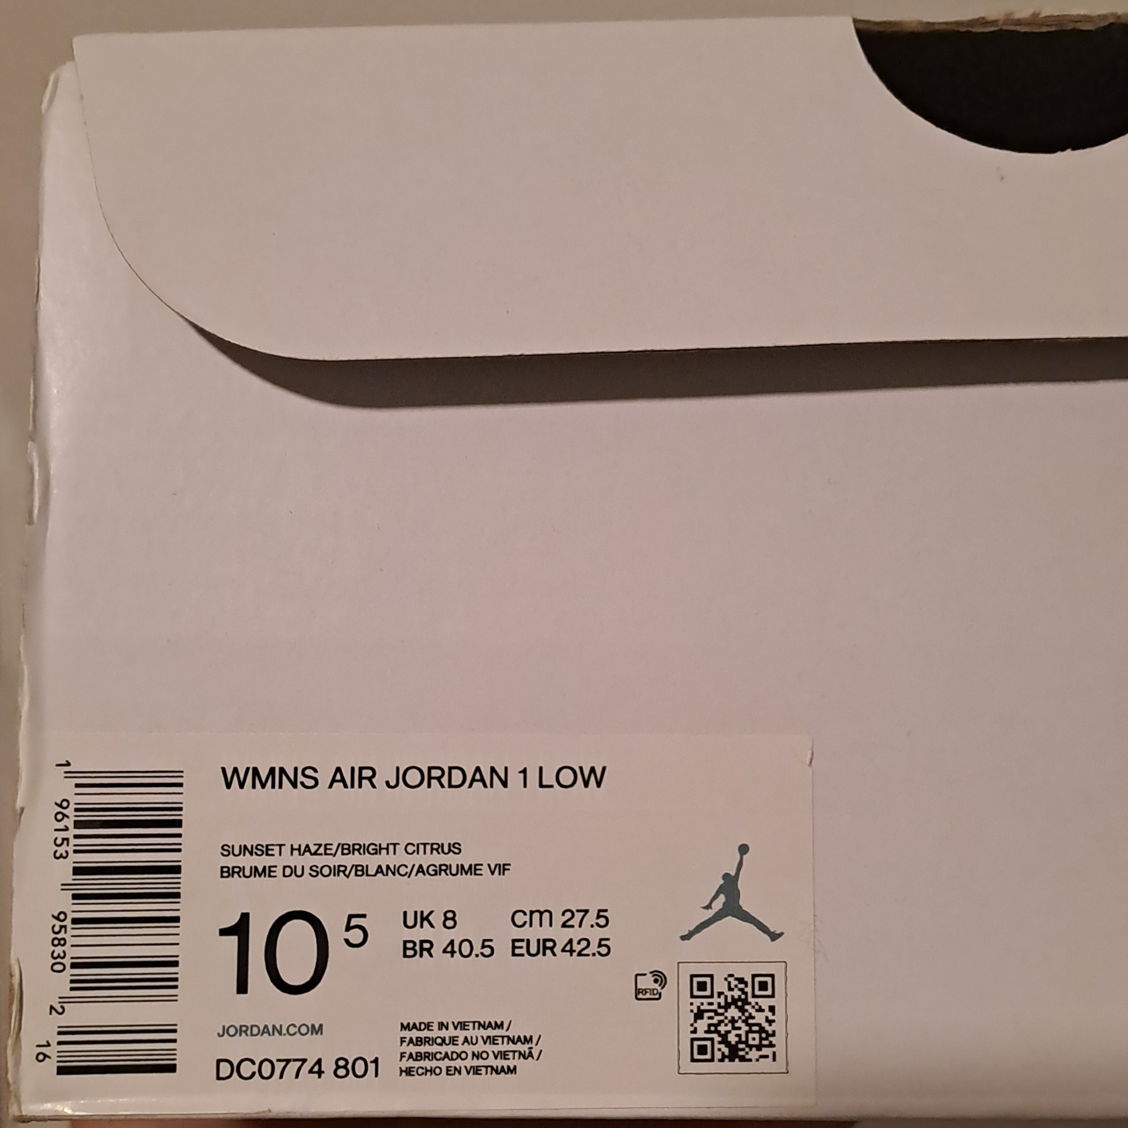 WMNS AIR JORDAN 1 LOW
SUNSET HAZE/BRIGHT CITRUS
BRUME DU SOIR/BLANC/AGRUME VIF
10 5
UK 8 CM 27.5
BR 40.5 EUR 42.5
RFID
JORDAN.COM
DC0774 801
MADE IN VIETNAM /
FABRIQUE AU VIETNAM /
FABRICADO NO VIETNÃ /
HECHO EN VIETNAM
1 96153 95830 2 16